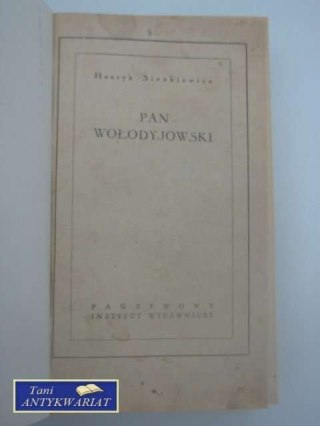 Henryk Sienkiewicz
PAN
WOŁODYJOWSKI
PAŃSTWOWY
INSTYTUT WYDAWNICZY
Tani
ANTYKWARIAT